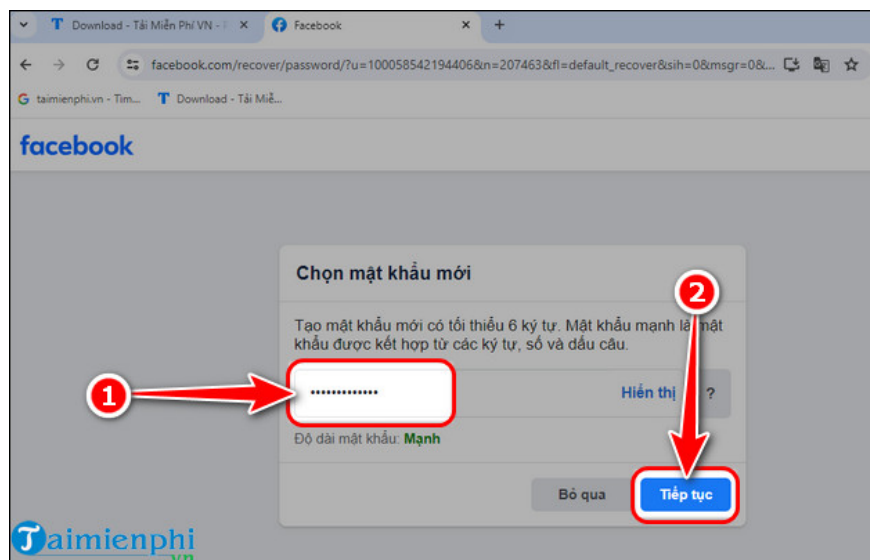 Download - Tải Miễn Phí VN - Facebook
facebook.com/recover/password/?u=100058542194406&n=207463&fl=default_recover&sih=0&msgr=0&...
taimienphi.vn - Tim... Download - Tải Miễ...
facebook
Chọn mật khẩu mới
2
Tạo mật khẩu mới có tối thiểu 6 ký tự. Mật khẩu mạnh là mật
khẩu được kết hợp từ các ký tự, số và dấu câu.
1
••••••••••••• Hiển thị ?
Độ dài mật khẩu: Mạnh
Bỏ qua Tiếp tục
Taimienphi
.vn